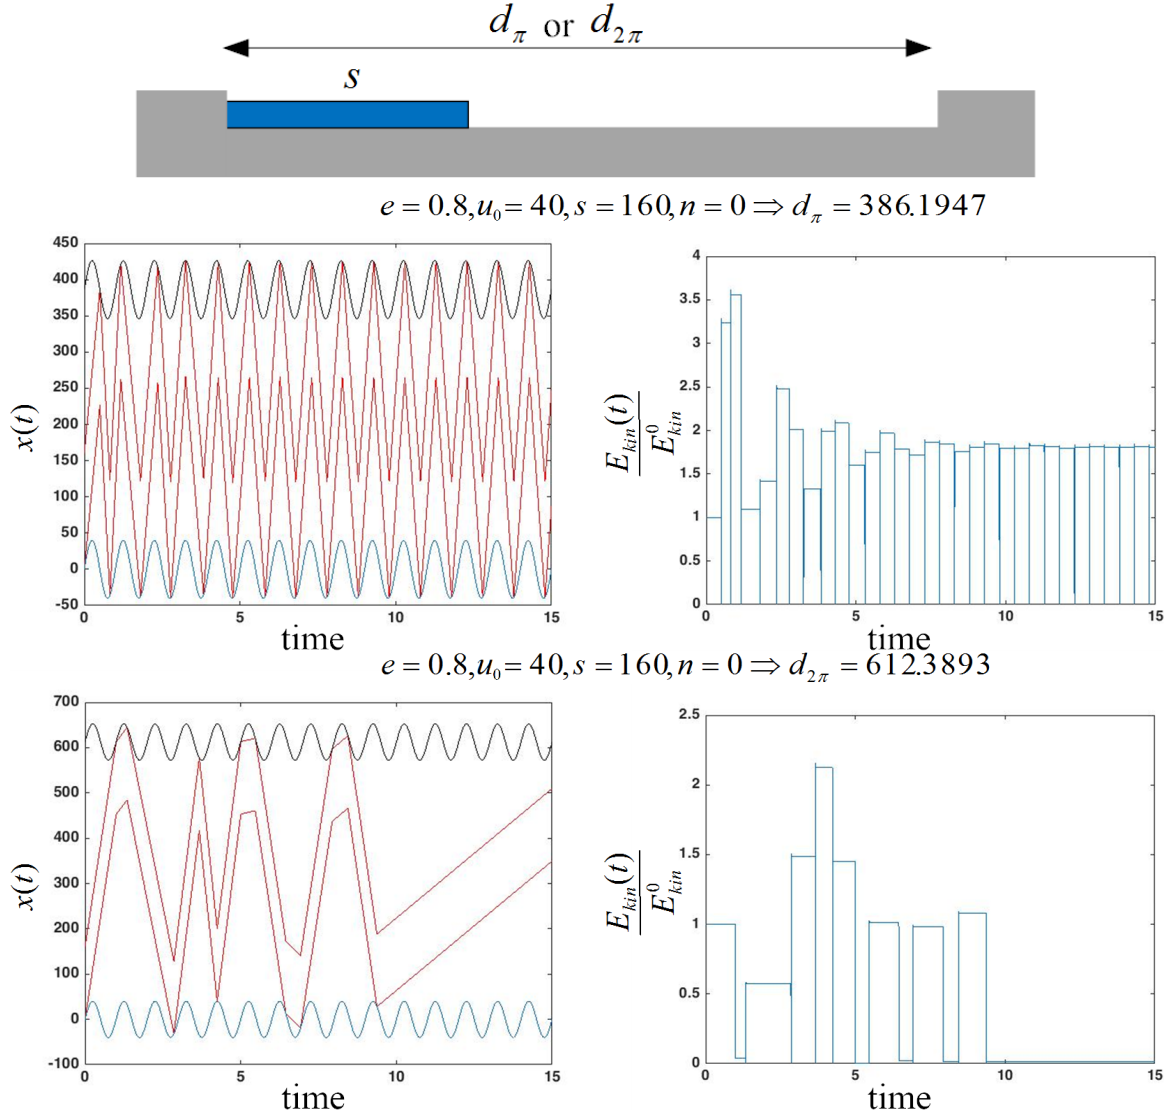 d_π or d_2π
s
e = 0.8, u_0 = 40, s = 160, n = 0 ⇒ d_π = 386.1947
450
400
350
300
250
200
150
100
50
0
-50
x(t)
0 5 10 15
time
4
3.5
3
2.5
2
1.5
1
0.5
0
E_kin(t)
E^0_kin
0 5 10 15
time
e = 0.8, u_0 = 40, s = 160, n = 0 ⇒ d_2π = 612.3893
700
600
500
400
300
200
100
0
-100
x(t)
0 5 10 15
time
2.5
2
1.5
1
0.5
0
E_kin(t)
E^0_kin
0 5 10 15
time